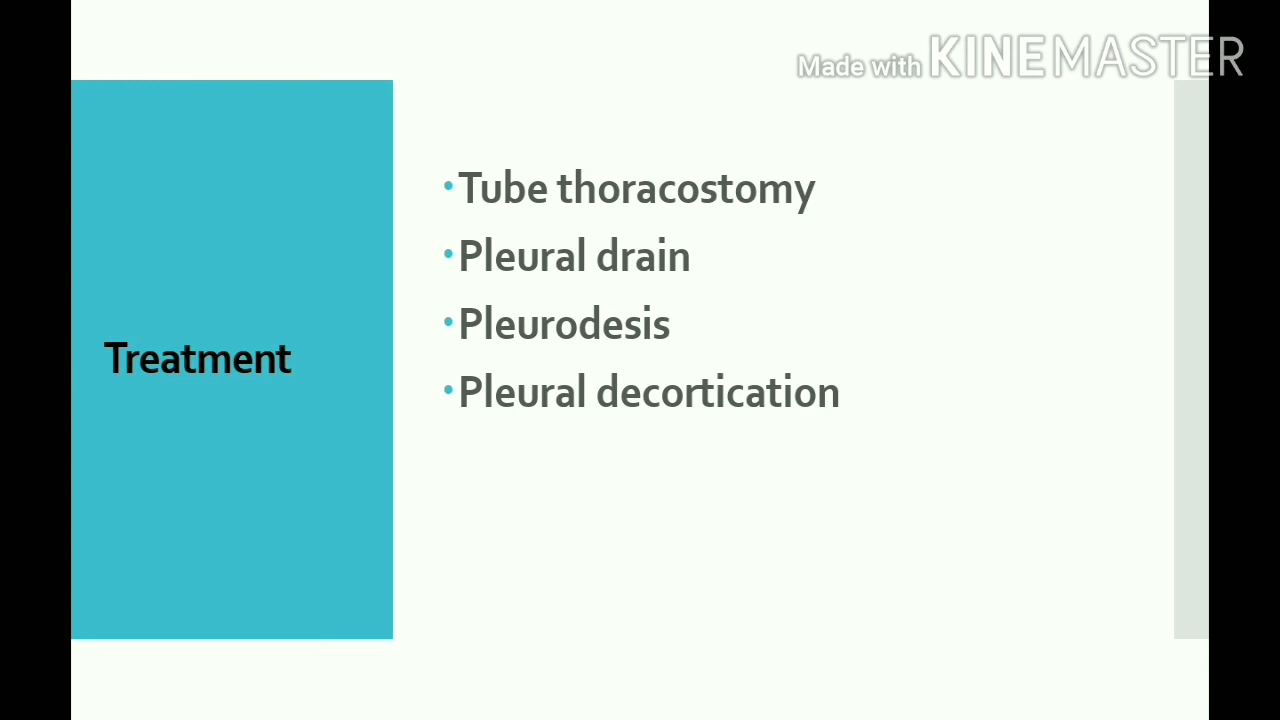 Made with KINEMASTER
Treatment
• Tube thoracostomy
• Pleural drain
• Pleurodesis
• Pleural decortication